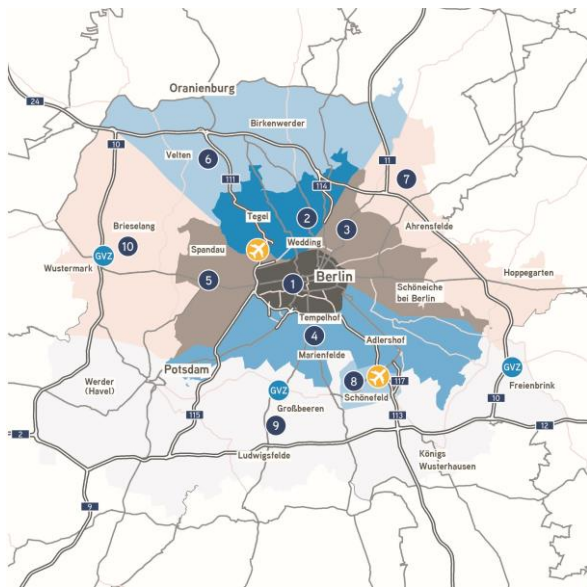 Oranienburg
24
Birkenwerder
10
Velten
6
111
11
114
7
Tegel
2
3
Ahrensfelde
Brieselang
10
Spandau
Wedding
GVZ
Hoppegarten
Wustermark
5
1
Berlin
Schöneiche
bei Berlin
Tempelhof
4
Adlershof
Marienfelde
Potsdam
GVZ
8
117
Freienbrink
Werder
(Havel)
GVZ
Schönefeld
10
Großbeeren
115
113
9
12
2
Ludwigsfelde
Königs
Wusterhausen
9